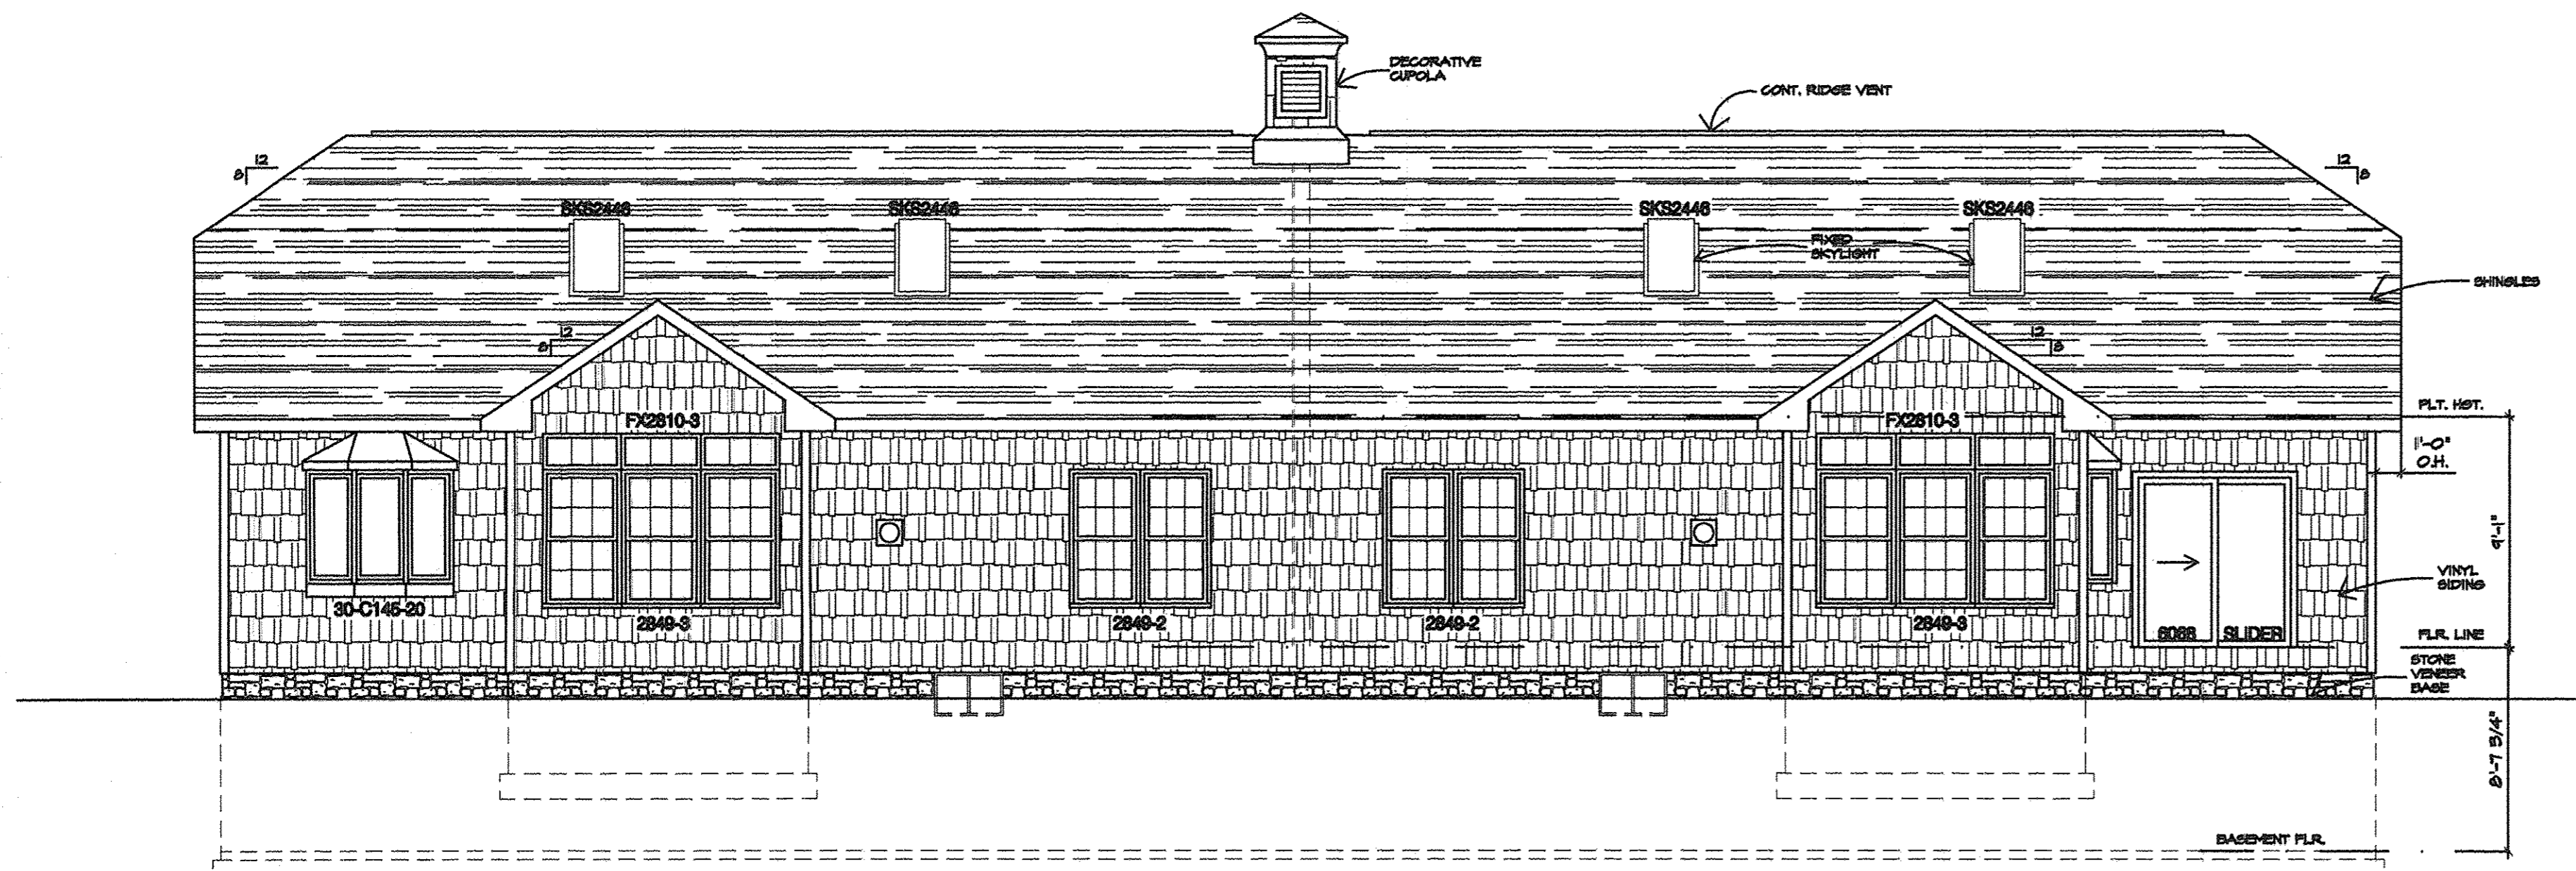 DECORATIVE
CUPOLA
CONT. RIDGE VENT
12
8
12
8
SKS2446
SKS2446
SKS2446
SKS2446
FIXED
SKYLIGHT
SHINGLES
12
8
12
8
PLT. HGT.
FX2810-3
FX2810-3
1'-0"
O.H.
9'-1"
VINYL
SIDING
30-C145-20
2849-3
2849-2
2849-2
2849-3
6068 SLIDER
FLR. LINE
STONE
VENEER
BASE
8'-7 3/4"
BASEMENT FLR.